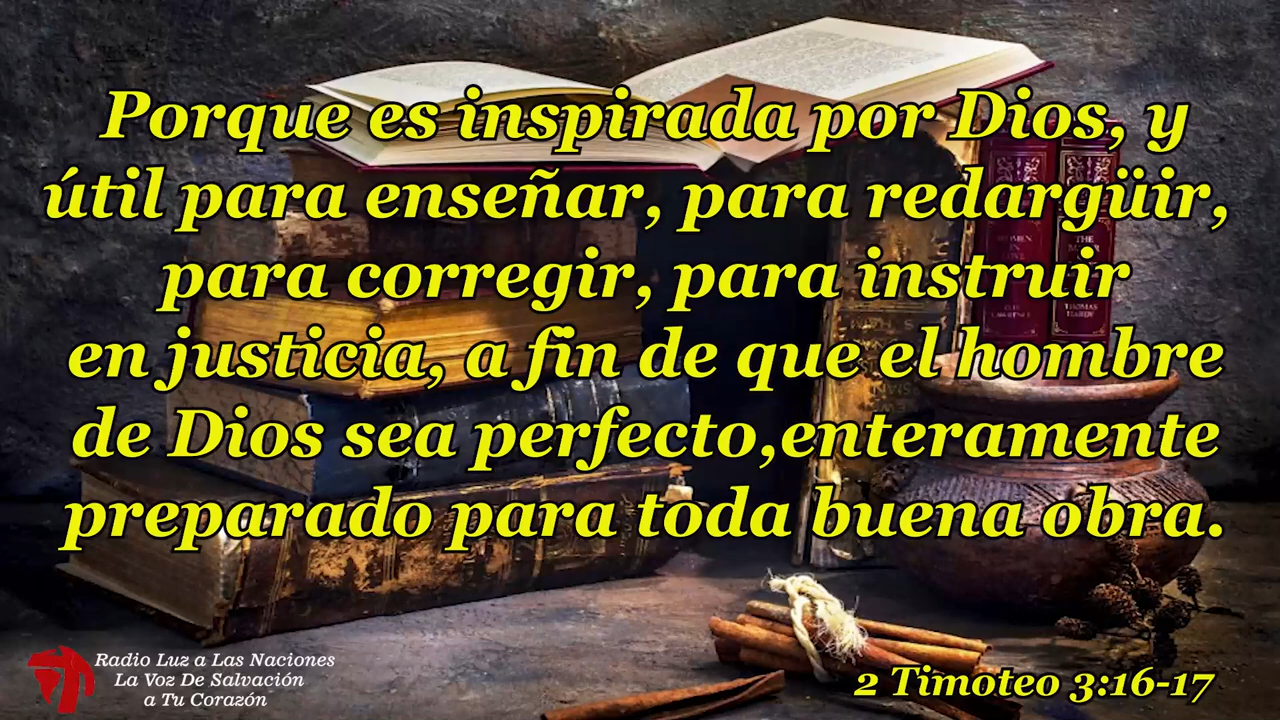 Porque es inspirada por Dios, y
útil para enseñar, para redargüir,
para corregir, para instruir
en justicia, a fin de que el hombre
de Dios sea perfecto,enteramente
preparado para toda buena obra.
THOMAS
HARDY
Radio Luz a Las Naciones
La Voz De Salvación
a Tu Corazón
2 Timoteo 3:16-17